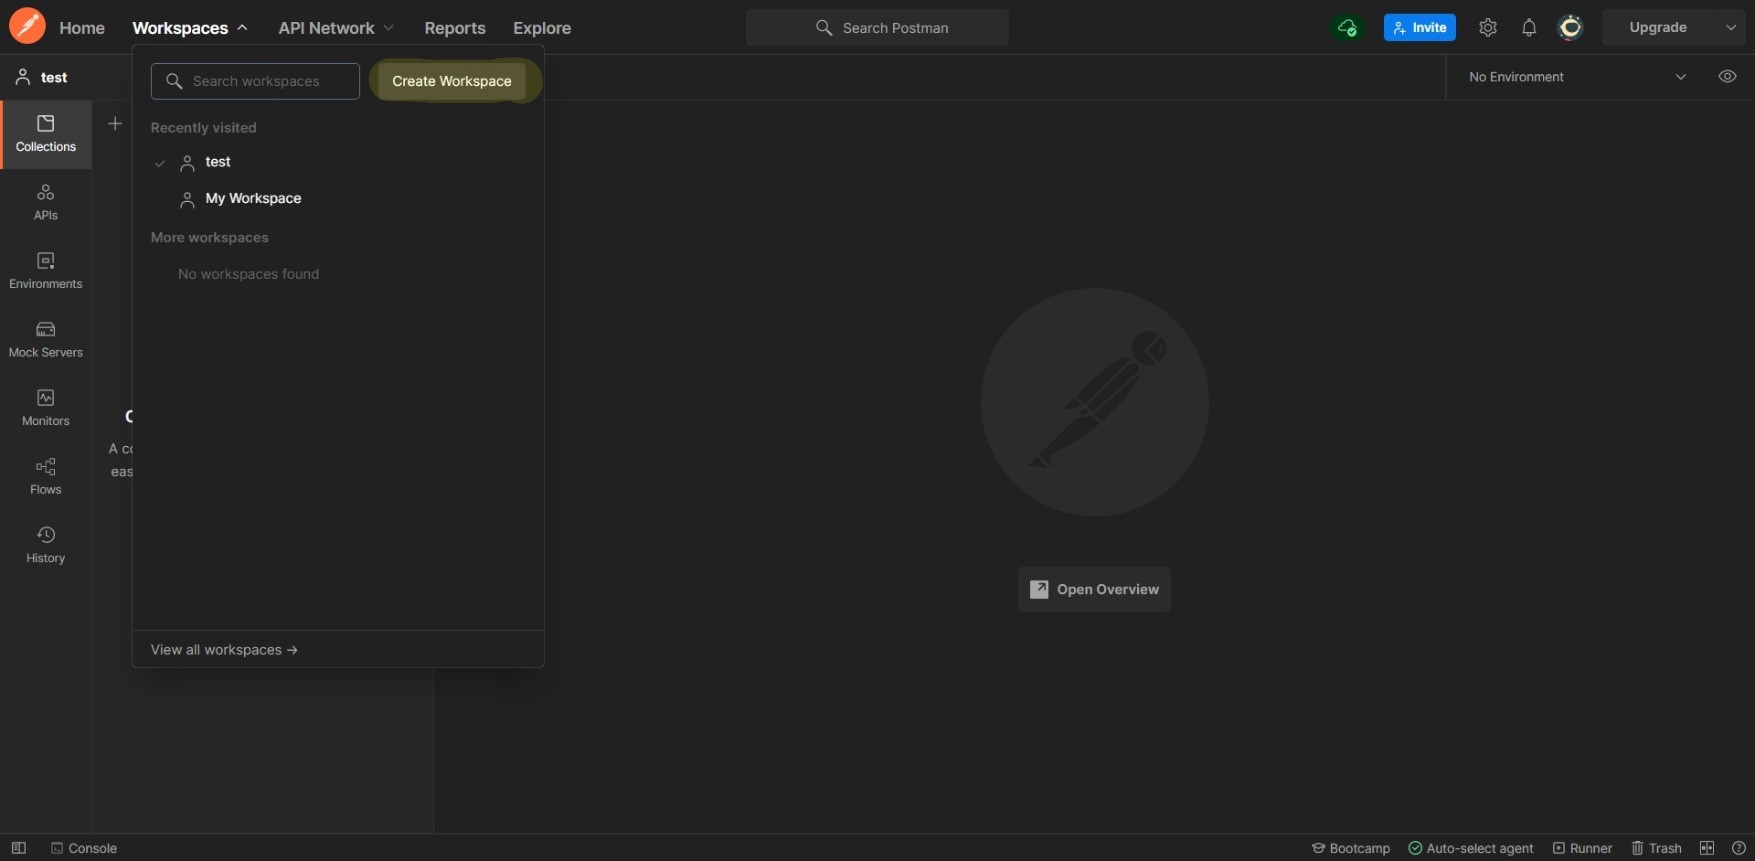 Home
Workspaces
API Network
Reports
Explore
Search Postman
Invite
Upgrade
test
No Environment
Search workspaces
Create Workspace
Recently visited
test
My Workspace
More workspaces
No workspaces found
View all workspaces →
Collections
APIs
Environments
Mock Servers
Monitors
Flows
History
Open Overview
Console
Bootcamp
Auto-select agent
Runner
Trash